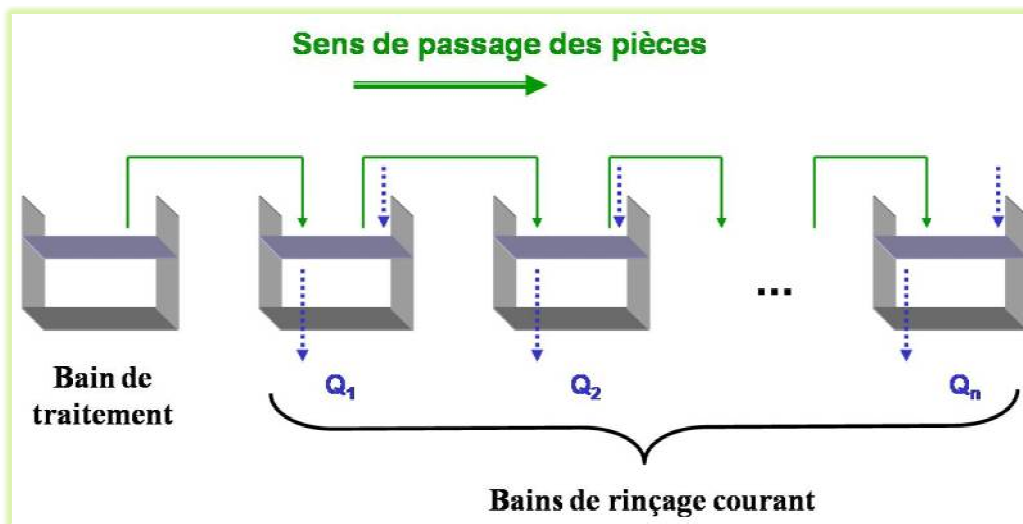 Sens de passage des pièces
...
Q1
Q2
Qn
Bain de
traitement
Bains de rinçage courant